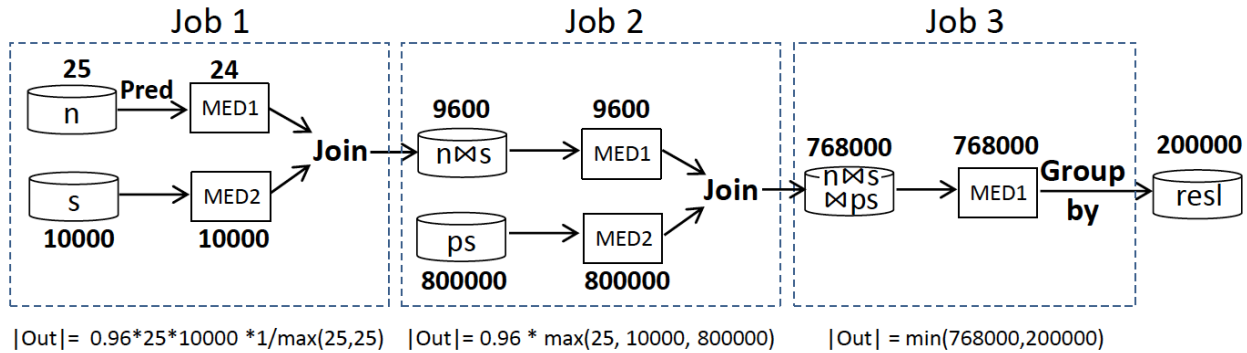 Job 1
25
24
Pred
n
MED1
Join
s
MED2
10000
10000
|Out|= 0.96*25*10000 *1/max(25,25)
Job 2
9600
9600
n⋈s
MED1
Join
ps
MED2
800000
800000
|Out|= 0.96 * max(25, 10000, 800000)
Job 3
768000
768000
n⋈s
⋈ps
MED1
Group
by
200000
resl
|Out| = min(768000,200000)